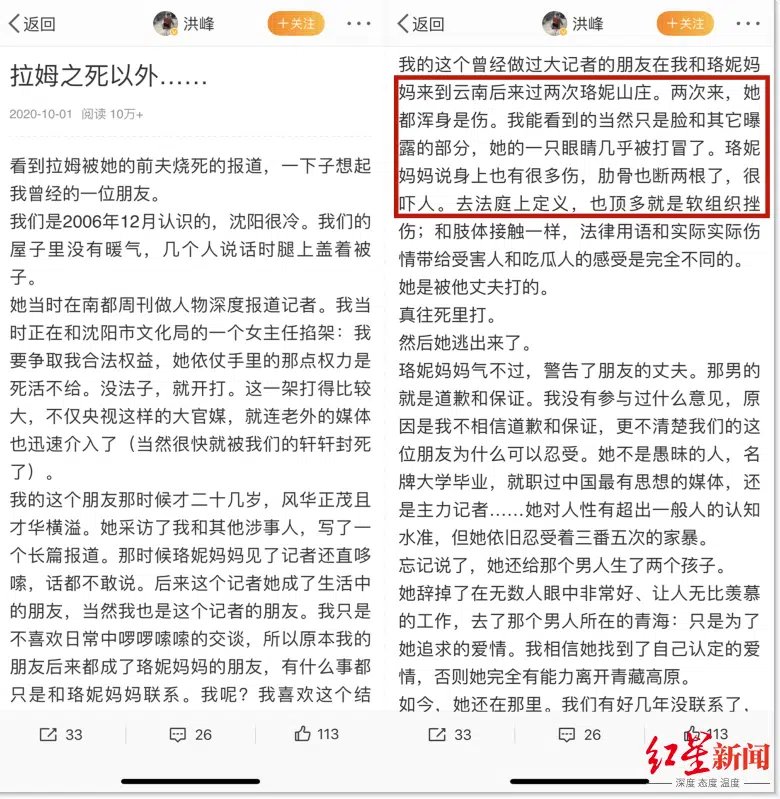 返回
洪峰
+关注
拉姆之死以外……
2020-10-01 阅读 10万+
看到拉姆被她的前夫烧死的报道，一下子想起
我曾经的一位朋友。
我们是2006年12月认识的，沈阳很冷。我们的
屋子里没有暖气，几个人说话时腿上盖着被
子。
她当时在南都周刊做人物深度报道记者。我当
时正在和沈阳市文化局的一个女主任掐架：我
要争取我合法权益，她依仗手里的那点权力是
死活不给。没法子，就开打。这一架打得比较
大，不仅央视这样的大官媒，就连老外的媒体
也迅速介入了（当然很快就被我们的轩轩封死
了）。
我的这个朋友那时候才二十几岁，风华正茂且
才华横溢。她采访了我和其他涉事人，写了一
个长篇报道。那时候珞妮妈妈见了记者还直哆
嗦，话都不敢说。后来这个记者她成了生活中
的朋友，当然我也是这个记者的朋友。我只是
不喜欢日常中啰啰嗦嗦的交谈，所以原本我的
朋友后来都成了珞妮妈妈的朋友，有什么事都
只是和珞妮妈妈联系。我呢？我喜欢这个结
33
26
113
返回
洪峰
+关注
我的这个曾经做过大记者的朋友在我和珞妮妈
妈来到云南后来过两次珞妮山庄。两次来，她
都浑身是伤。我能看到的当然只是脸和其它曝
露的部分，她的一只眼睛几乎被打冒了。珞妮
妈妈说身上也有很多伤，肋骨也断两根了，很
吓人。去法庭上定义，也顶多就是软组织挫
伤；和肢体接触一样，法律用语和实际实际伤
情带给受害人和吃瓜人的感受是完全不同的。
她是被他丈夫打的。
真往死里打。
然后她逃出来了。
珞妮妈妈气不过，警告了朋友的丈夫。那男的
就是道歉和保证。我没有参与过什么意见，原
因是我不相信道歉和保证，更不清楚我们的这
位朋友为什么可以忍受。她不是愚昧的人，名
牌大学毕业，就职过中国最有思想的媒体，还
是主力记者……她对人性有超出一般人的认知
水准，但她依旧忍受着三番五次的家暴。
忘记说了，她还给那个男人生了两个孩子。
她辞掉了在无数人眼中非常好、让人无比羡慕
的工作，去了那个男人所在的青海：只是为了
她追求的爱情。我相信她找到了自己认定的爱
情，否则她完全有能力离开青藏高原。
如今，她还在那里。我们有好几年没联系了，
33
26
113
红星新闻
深度 态度 温度